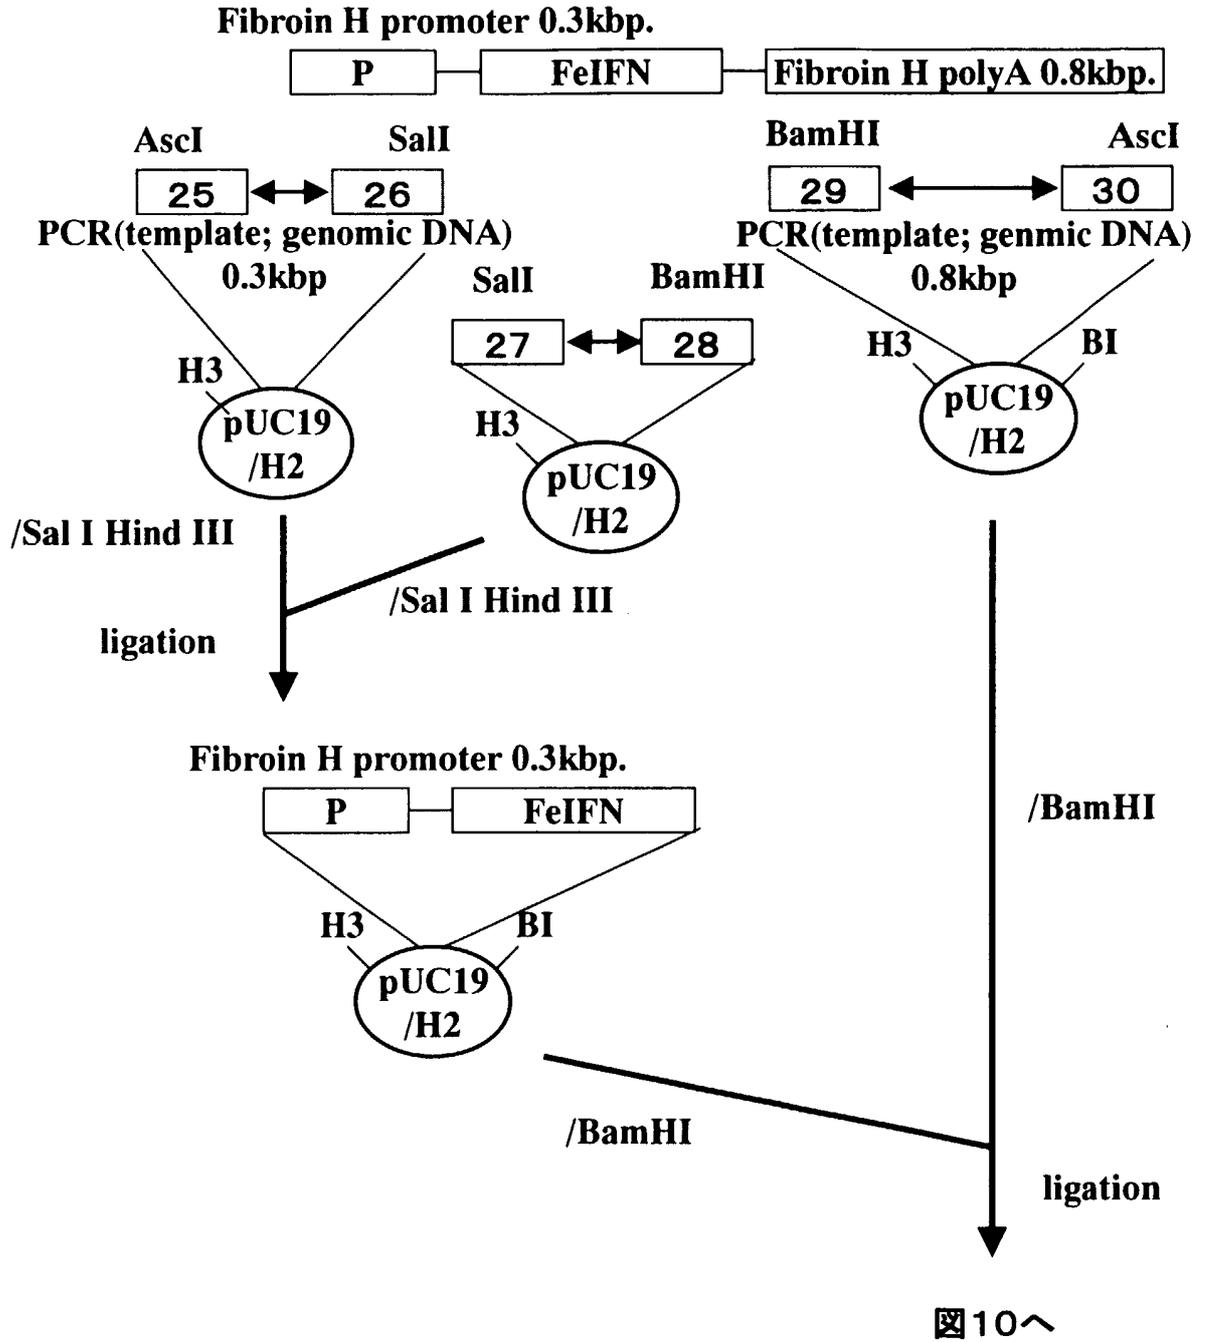 Fibroin H promoter 0.3kbp.
P FeIFN Fibroin H polyA 0.8kbp.
AscI SalI BamHI AscI
25 26 29 30
PCR(template; genomic DNA) PCR(template; genmic DNA)
0.3kbp 0.8kbp
SalI BamHI
27 28
H3 H3 BI
pUC19
/H2
pUC19
/H2
H3
pUC19
/H2
/Sal I Hind III
/Sal I Hind III
ligation
Fibroin H promoter 0.3kbp.
P FeIFN
/BamHI
H3 BI
pUC19
/H2
/BamHI
ligation
図10へ